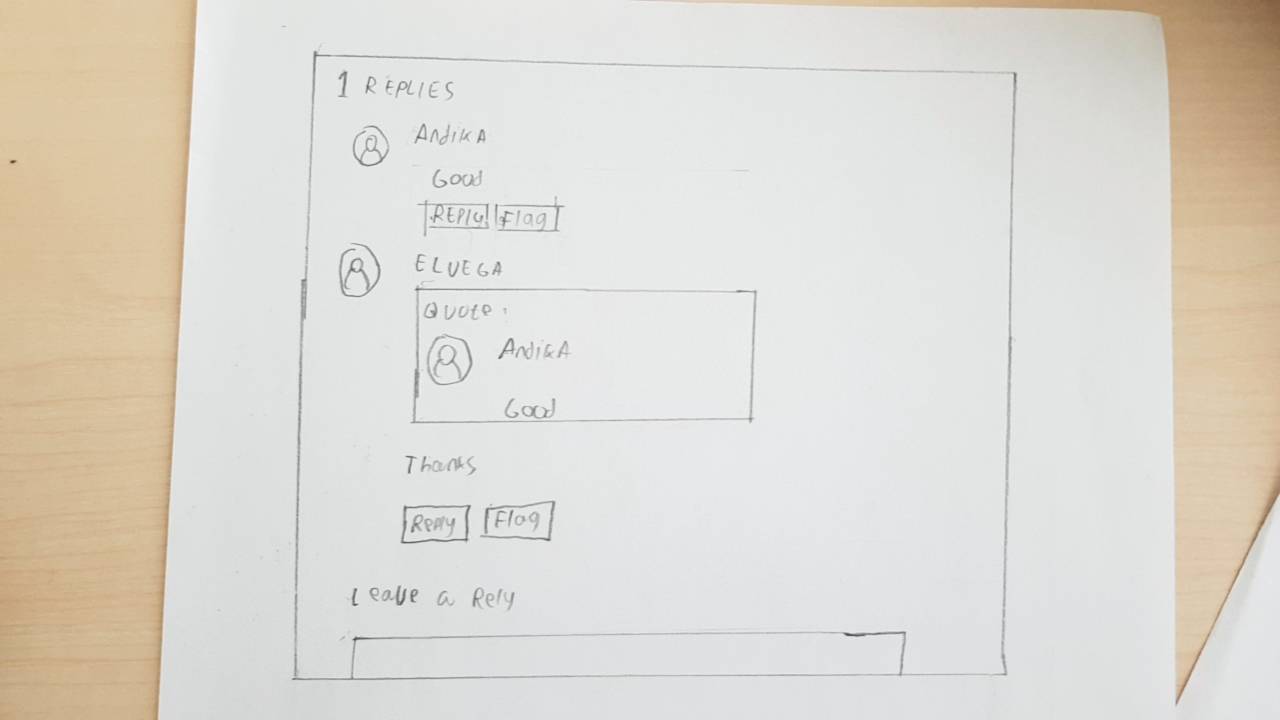 1 REPLIES
AndikA
Good
REPly Flag
ELVEGA
Quote:
AndikA
Good
Thanks
Reply Flag
Leave a Rely